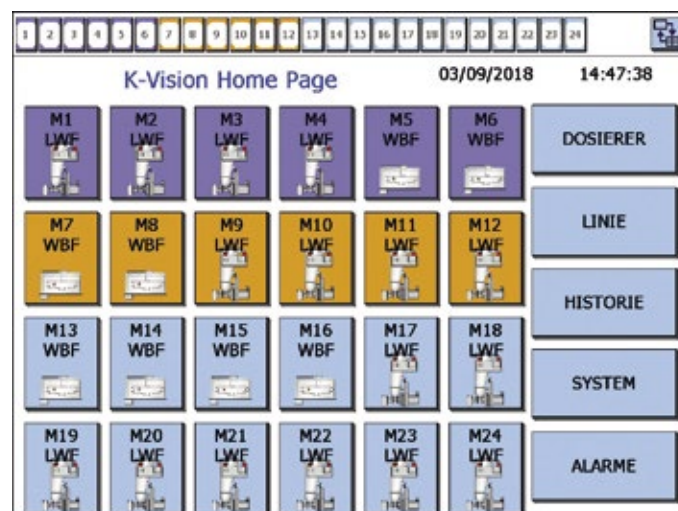 1 2 3 4 5 6 7 8 9 10 11 12 13 14 15 16 17 18 19 20 21 22 23 24
K-Vision Home Page 03/09/2018 14:47:38
M1 M2 M3 M4 M5 M6
LWF LWF LWF LWF WBF WBF
DOSIERER
M7 M8 M9 M10 M11 M12
WBF WBF LWF LWF LWF LWF
LINIE
HISTORIE
M13 M14 M15 M16 M17 M18
WBF WBF WBF WBF LWF LWF
SYSTEM
M19 M20 M21 M22 M23 M24
LWF LWF LWF LWF LWF LWF
ALARME